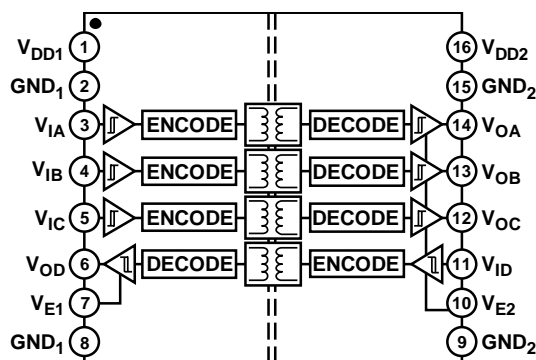 VDD1 1 16 VDD2
GND1 2 15 GND2
VIA 3 ENCODE DECODE 14 VOA
VIB 4 ENCODE DECODE 13 VOB
VIC 5 ENCODE DECODE 12 VOC
VOD 6 DECODE ENCODE 11 VID
VE1 7 10 VE2
GND1 8 9 GND2